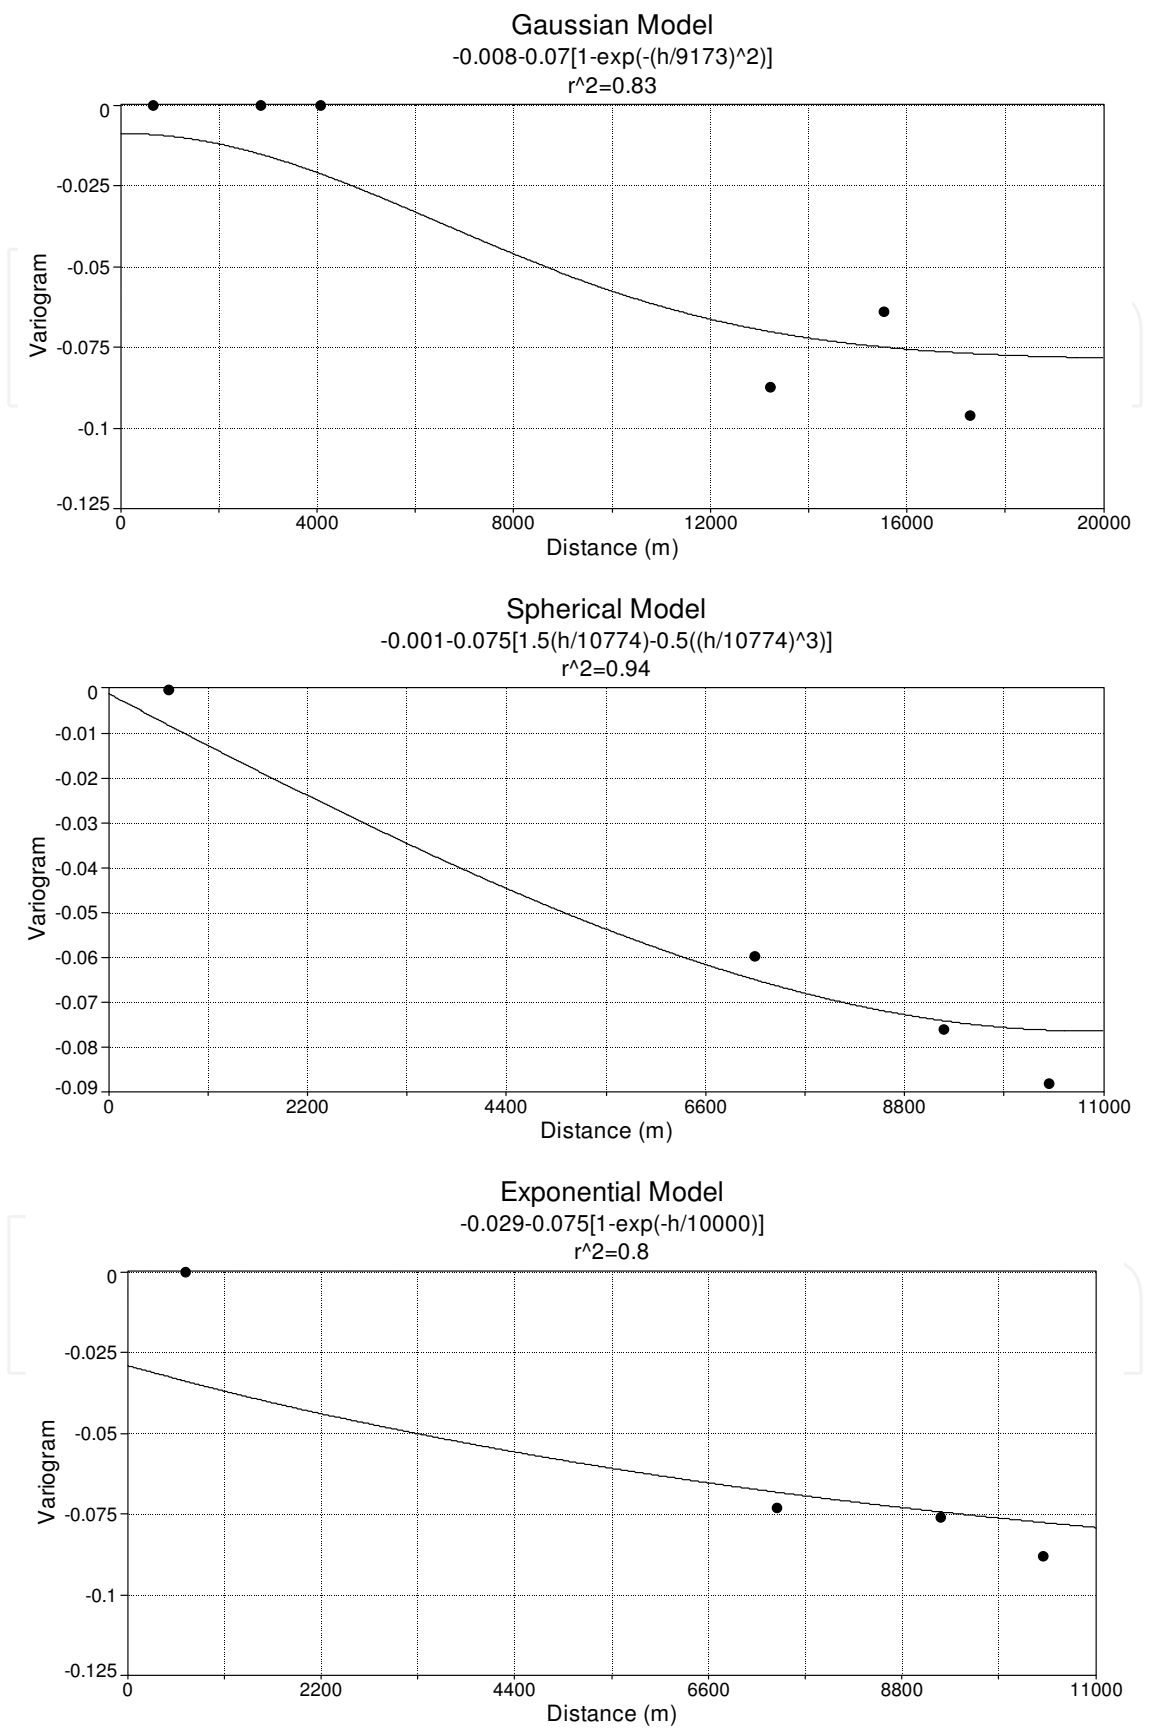 Gaussian Model
-0.008-0.07[1-exp(-(h/9173)^2)]
r^2=0.83
0
-0.025
-0.05
-0.075
-0.1
-0.125
Variogram
0 4000 8000 12000 16000 20000
Distance (m)
Spherical Model
-0.001-0.075[1.5(h/10774)-0.5((h/10774)^3)]
r^2=0.94
0
-0.01
-0.02
-0.03
-0.04
-0.05
-0.06
-0.07
-0.08
-0.09
Variogram
0 2200 4400 6600 8800 11000
Distance (m)
Exponential Model
-0.029-0.075[1-exp(-h/10000)]
r^2=0.8
0
-0.025
-0.05
-0.075
-0.1
-0.125
Variogram
0 2200 4400 6600 8800 11000
Distance (m)